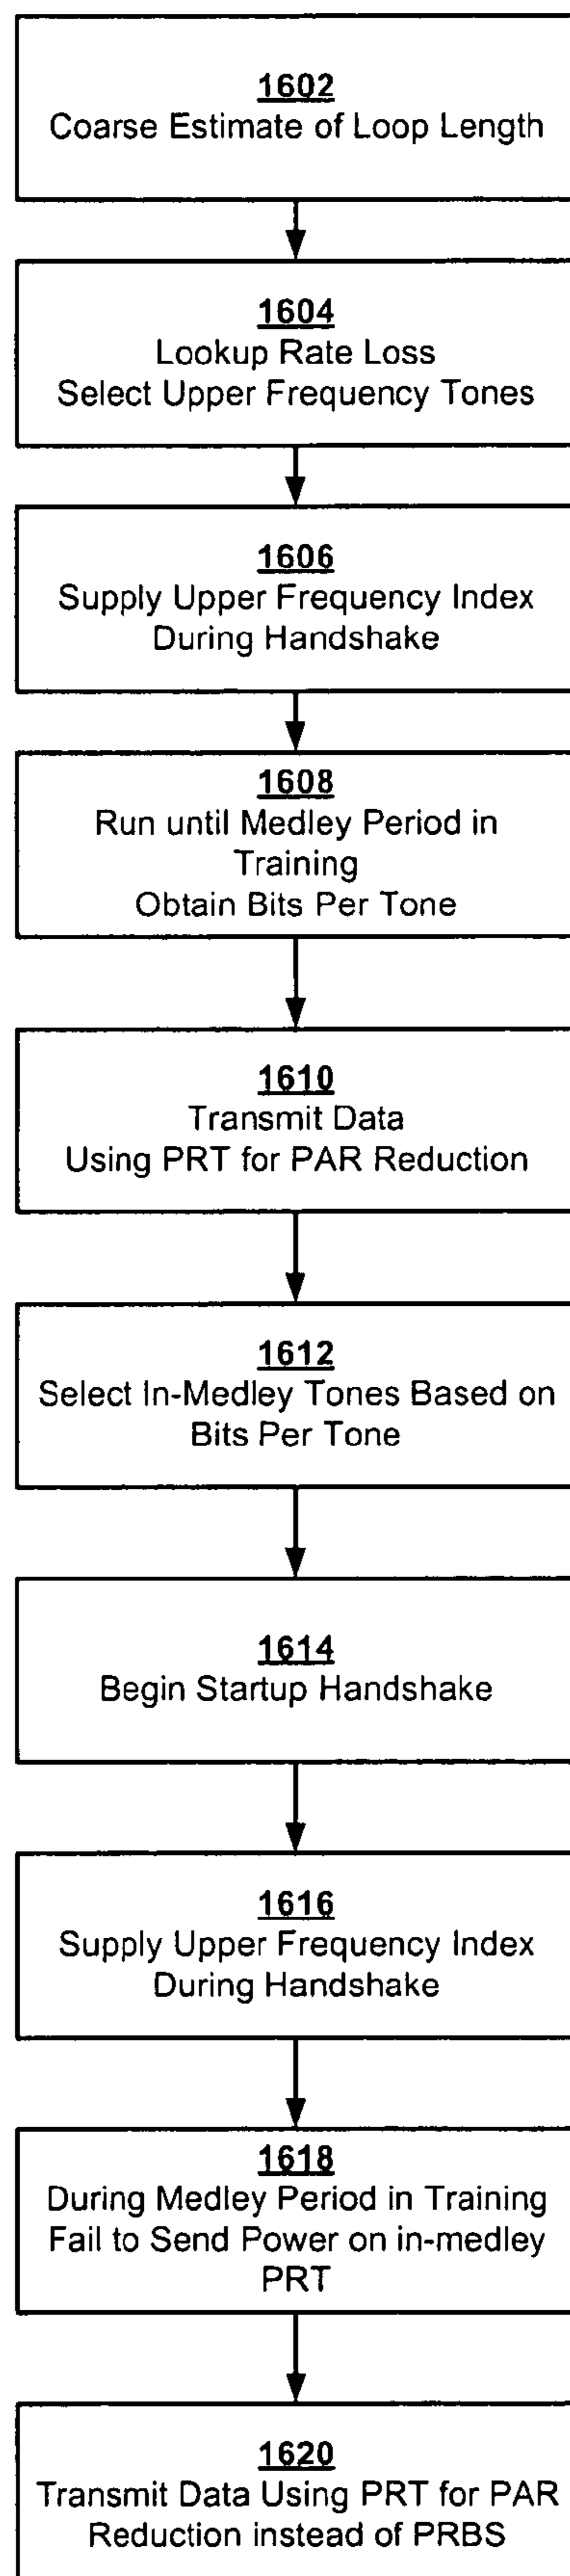 1602
Coarse Estimate of Loop Length
1604
Lookup Rate Loss
Select Upper Frequency Tones
1606
Supply Upper Frequency Index
During Handshake
1608
Run until Medley Period in
Training
Obtain Bits Per Tone
1610
Transmit Data
Using PRT for PAR Reduction
1612
Select In-Medley Tones Based on
Bits Per Tone
1614
Begin Startup Handshake
1616
Supply Upper Frequency Index
During Handshake
1618
During Medley Period in Training
Fail to Send Power on in-medley
PRT
1620
Transmit Data Using PRT for PAR
Reduction instead of PRBS